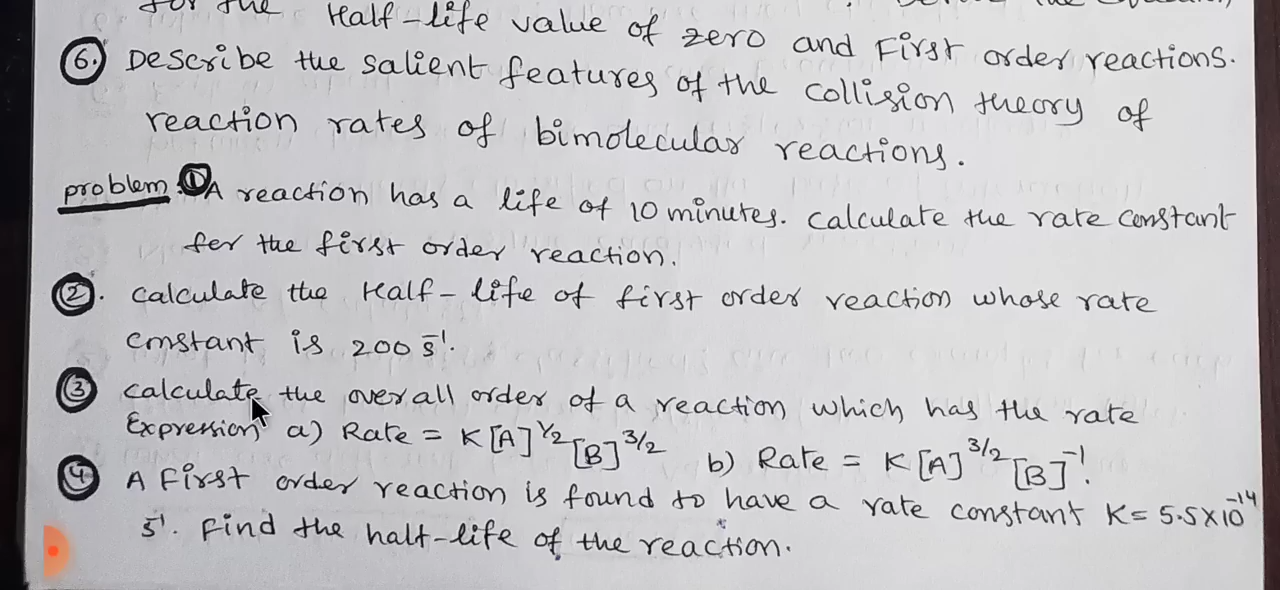 Half-life value of zero and First order reactions.
6. Describe the salient features of the collision theory of
reaction rates of bimolecular reactions.
problem ① A reaction has a life of 10 minutes. Calculate the rate constant
for the first order reaction.
②. Calculate the Half-life of first order reaction whose rate
constant is 200 s⁻¹.
③ Calculate the overall order of a reaction which has the rate
Expression a) Rate = K[A]^1/2 [B]^3/2 b) Rate = K[A]^3/2 [B]^-1.
④ A First order reaction is found to have a rate constant K = 5.5×10^-14
s⁻¹. Find the half-life of the reaction.